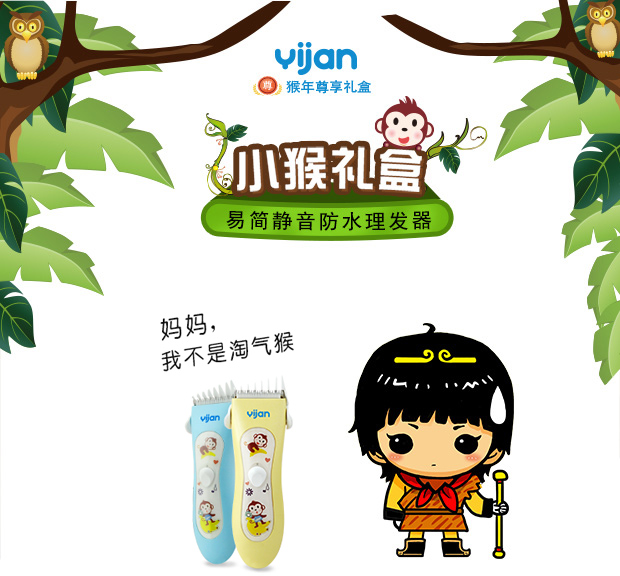 yijan
尊 猴年尊享礼盒
小猴礼盒
易简静音防水理发器
妈妈，
我不是淘气猴
yijan
yijan